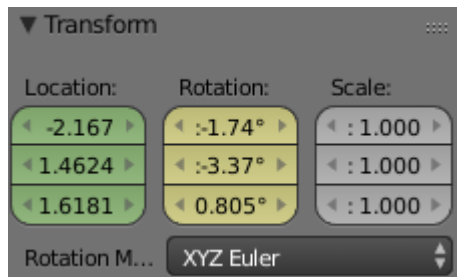 Transform
Location: Rotation: Scale:
-2.167 :-1.74° : 1.000
1.4624 :-3.37° : 1.000
1.6181 0.805° : 1.000
Rotation M... XYZ Euler